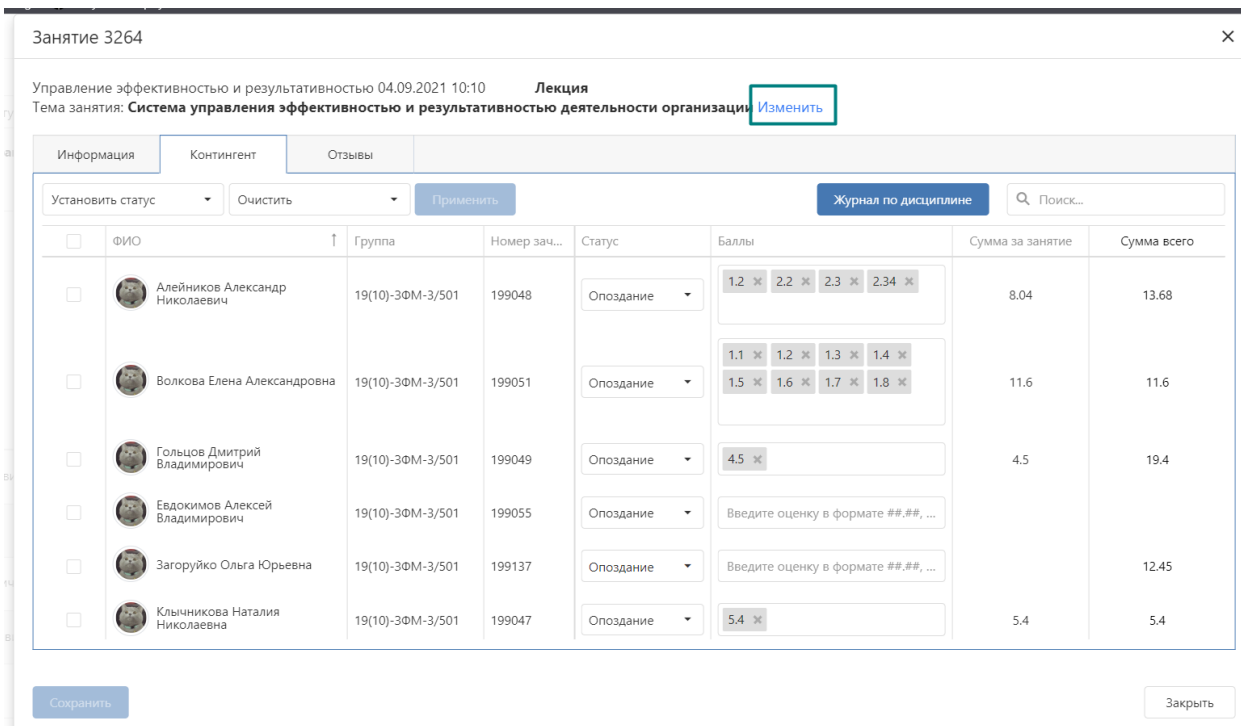 Занятие 3264
Управление эффективностью и результативностью 04.09.2021 10:10 Лекция
Тема занятия: Система управления эффективностью и результативностью деятельности организации Изменить
Информация Контингент Отзывы
Установить статус Очистить Применить Журнал по дисциплине Поиск...
ФИО ↑ Группа Номер зач... Статус Баллы Сумма за занятие Сумма всего
Алейников Александр
Николаевич
19(10)-ЗФМ-3/501 199048 Опоздание 1.2 2.2 2.3 2.34 8.04 13.68
Волкова Елена Александровна 19(10)-ЗФМ-3/501 199051 Опоздание
1.1 1.2 1.3 1.4
1.5 1.6 1.7 1.8
11.6 11.6
Гольцов Дмитрий
Владимирович
19(10)-ЗФМ-3/501 199049 Опоздание 4.5 4.5 19.4
Евдокимов Алексей
Владимирович
19(10)-ЗФМ-3/501 199055 Опоздание Введите оценку в формате ##.##, ...
Загоруйко Ольга Юрьевна 19(10)-ЗФМ-3/501 199137 Опоздание Введите оценку в формате ##.##, ... 12.45
Клычникова Наталия
Николаевна
19(10)-ЗФМ-3/501 199047 Опоздание 5.4 5.4 5.4
Сохранить Закрыть